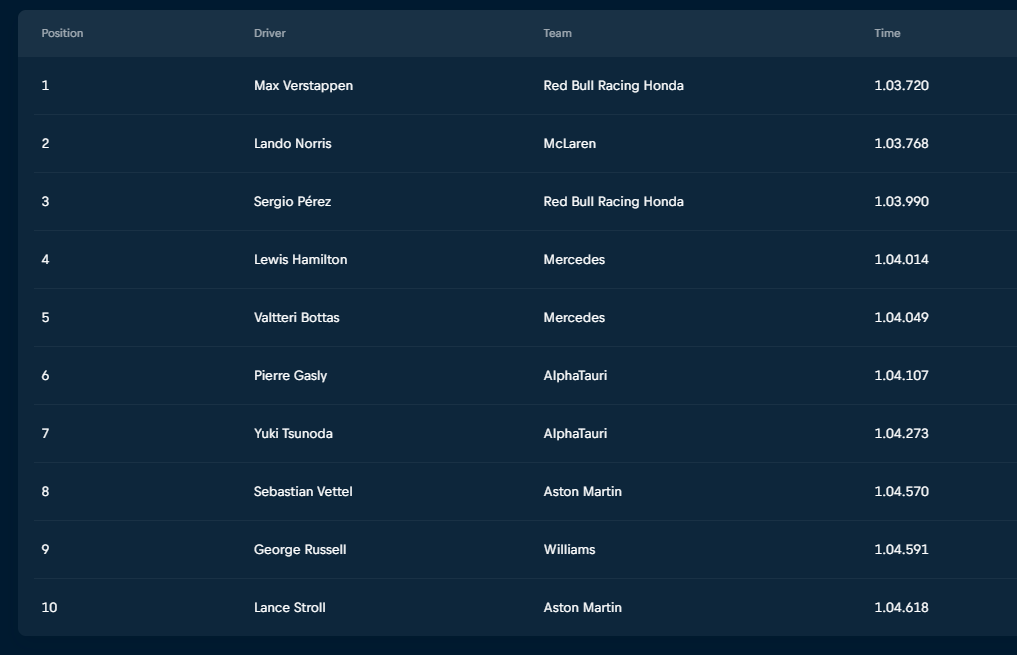 Position Driver Team Time
1 Max Verstappen Red Bull Racing Honda 1.03.720
2 Lando Norris McLaren 1.03.768
3 Sergio Pérez Red Bull Racing Honda 1.03.990
4 Lewis Hamilton Mercedes 1.04.014
5 Valtteri Bottas Mercedes 1.04.049
6 Pierre Gasly AlphaTauri 1.04.107
7 Yuki Tsunoda AlphaTauri 1.04.273
8 Sebastian Vettel Aston Martin 1.04.570
9 George Russell Williams 1.04.591
10 Lance Stroll Aston Martin 1.04.618